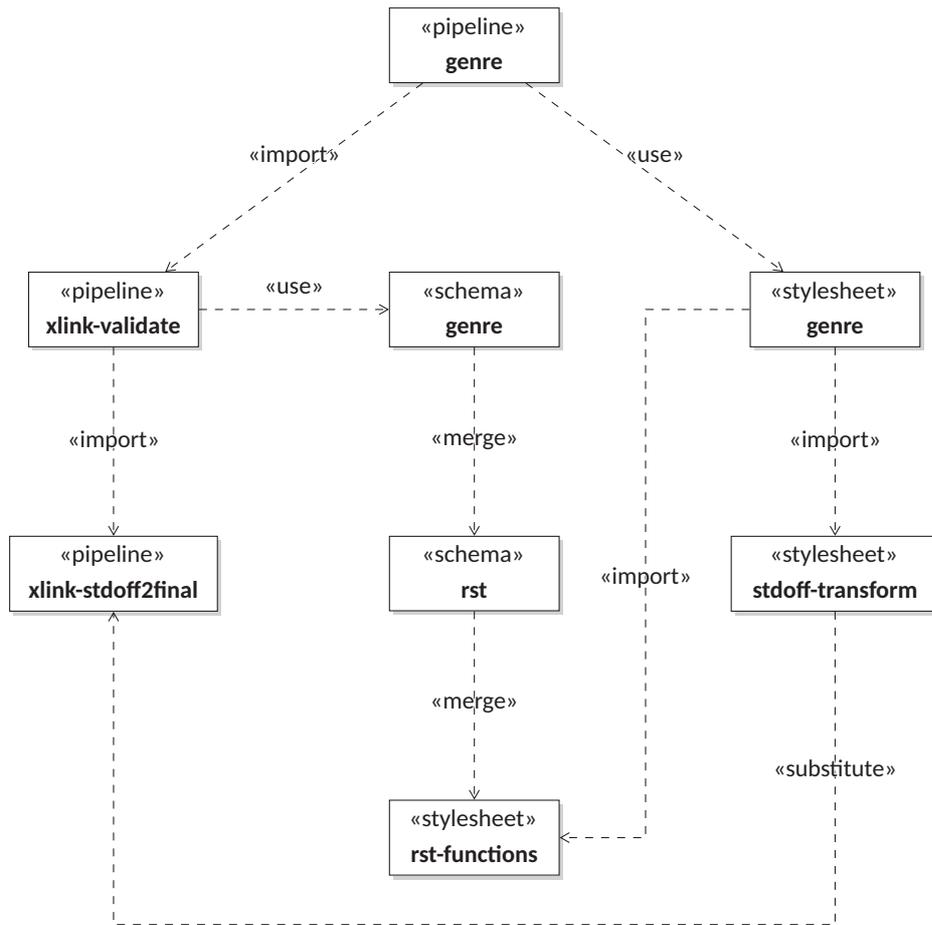 «pipeline»
genre
«import»
«use»
«pipeline»
xlink-validate
«use»
«schema»
genre
«stylesheet»
genre
«import»
«merge»
«import»
«pipeline»
xlink-stdoff2final
«schema»
rst
«import»
«stylesheet»
stdoff-transform
«merge»
«substitute»
«stylesheet»
rst-functions